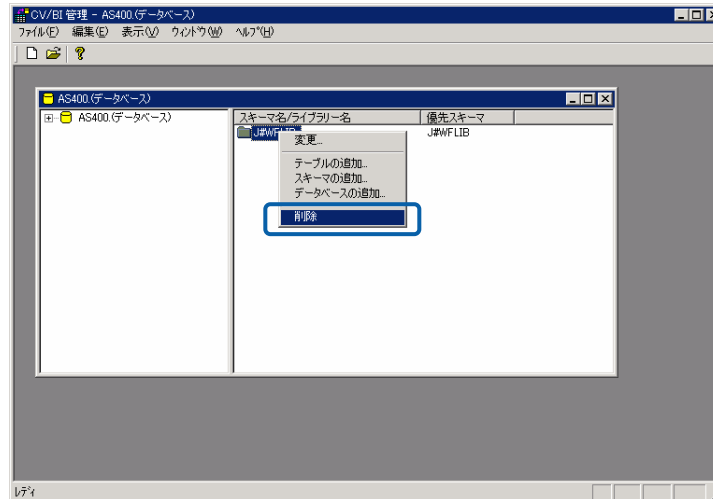 CV/BI 管理 - AS400.(データベース)
ファイル(F) 編集(E) 表示(V) ウィンドウ(W) ヘルプ(H)
AS400.(データベース)
AS400.(データベース)
スキーマ名/ライブラリー名 優先スキーマ
J#WFLIB J#WFLIB
変更...
テーブルの追加...
スキーマの追加...
データベースの追加...
削除
レディ